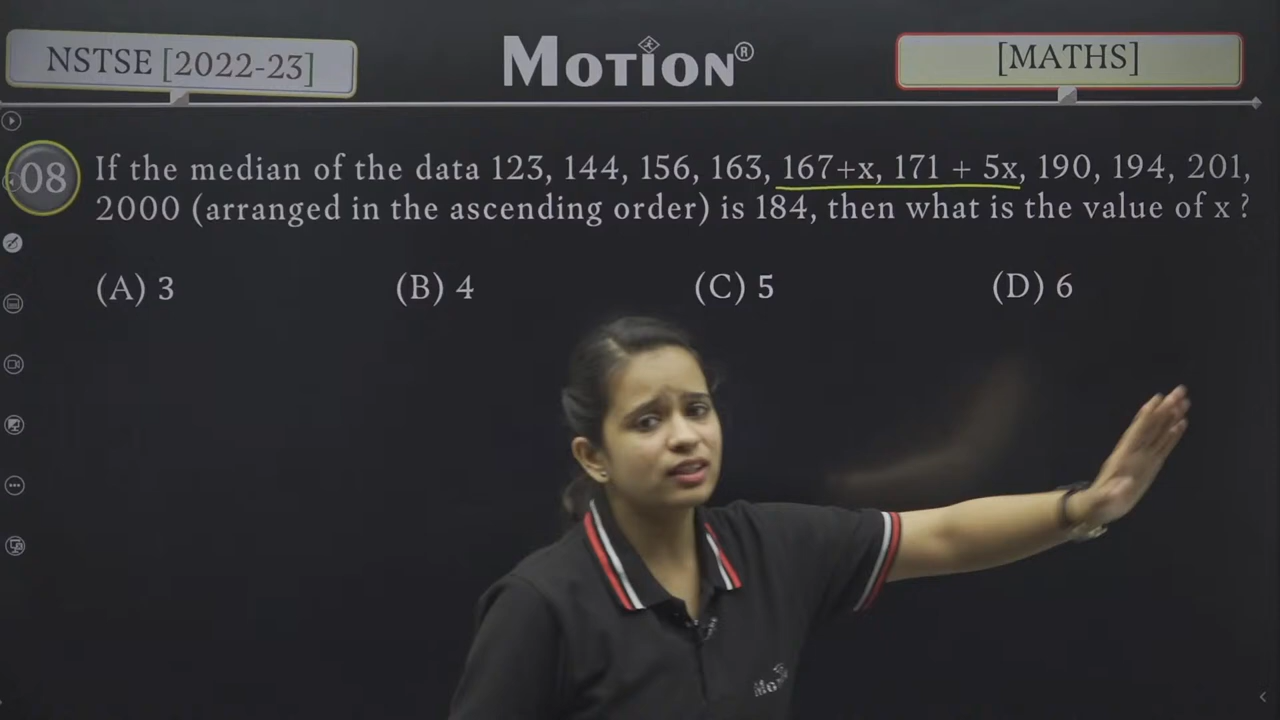 NSTSE [2022-23]
MOTION®
[MATHS]
08
If the median of the data 123, 144, 156, 163, 167+x, 171 + 5x, 190, 194, 201,
2000 (arranged in the ascending order) is 184, then what is the value of x ?
(A) 3
(B) 4
(C) 5
(D) 6